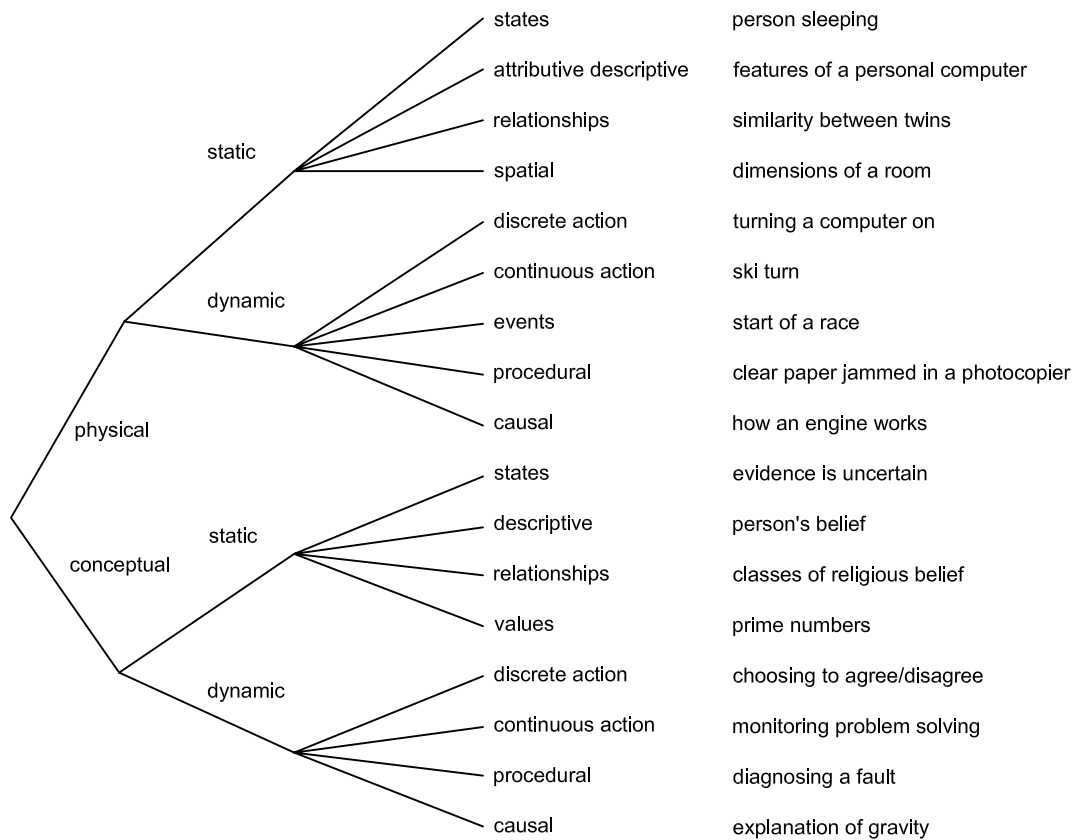 states person sleeping
attributive descriptive features of a personal computer
relationships similarity between twins
static
spatial dimensions of a room
discrete action turning a computer on
continuous action ski turn
dynamic
events start of a race
procedural clear paper jammed in a photocopier
causal how an engine works
physical
states evidence is uncertain
descriptive person's belief
static
conceptual
relationships classes of religious belief
values prime numbers
discrete action choosing to agree/disagree
dynamic
continuous action monitoring problem solving
procedural diagnosing a fault
causal explanation of gravity